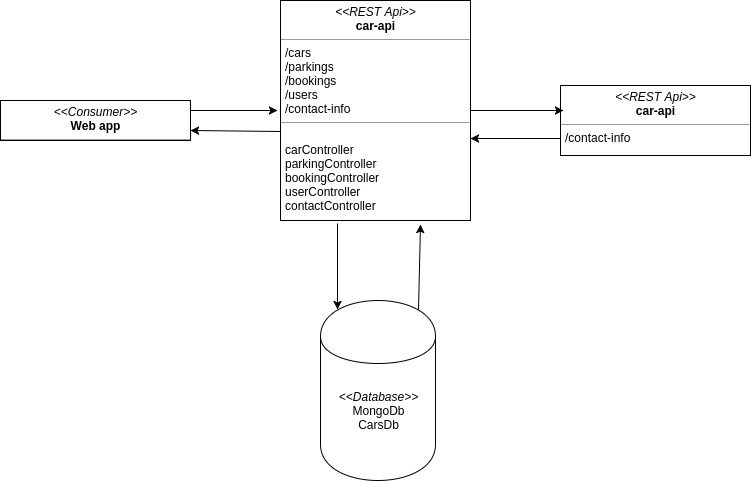 <<REST Api>>
car-api
/cars
/parkings
/bookings
/users
/contact-info
carController
parkingController
bookingController
userController
contactController
<<Consumer>>
Web app
<<REST Api>>
car-api
/contact-info
<<Database>>
MongoDb
CarsDb